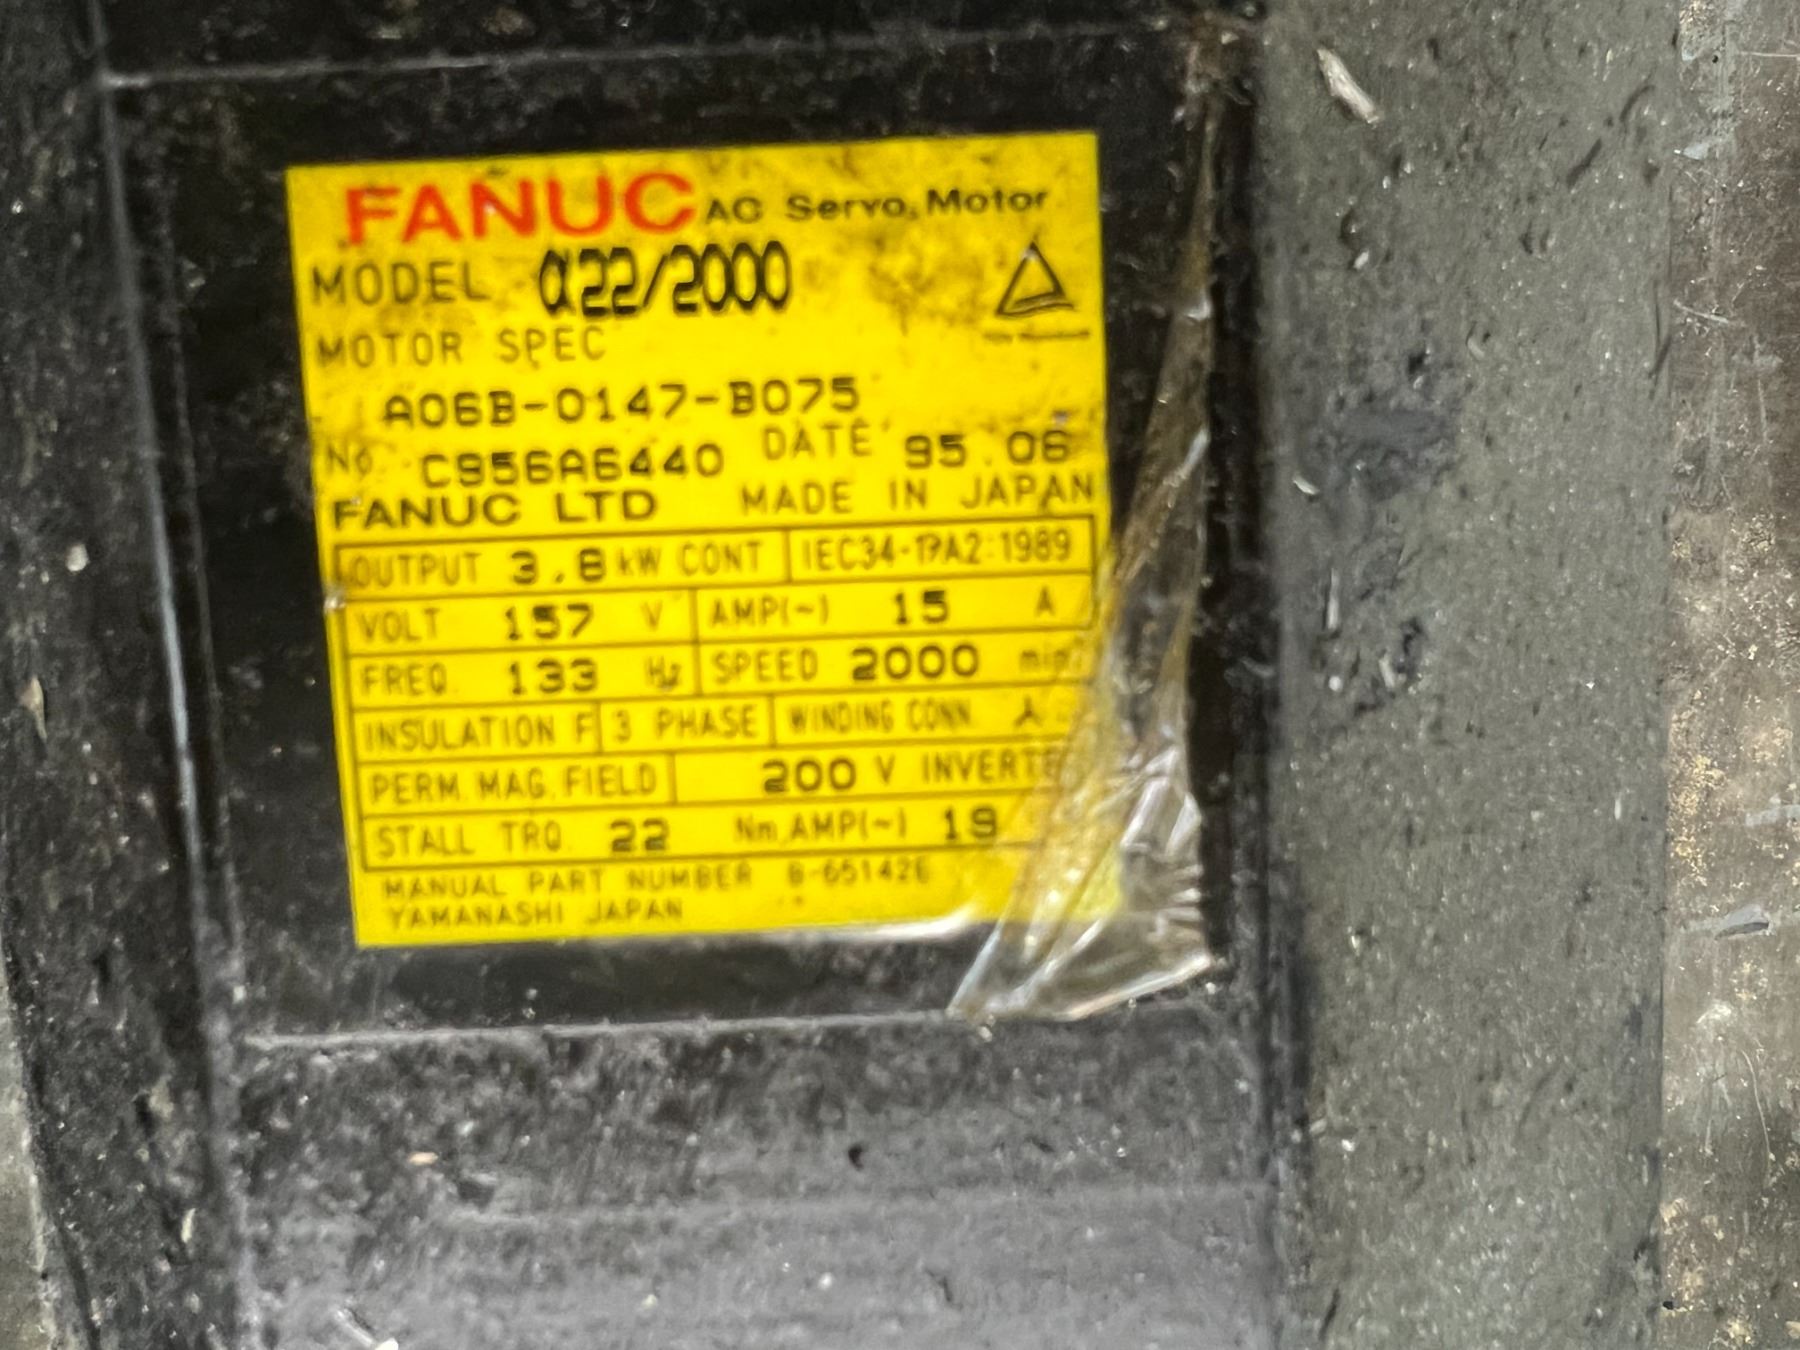 FANUC AC Servo Motor
MODEL α22/2000
MOTOR SPEC
A06B-0147-B075
No. C956A6440 DATE 95.06
FANUC LTD MADE IN JAPAN
OUTPUT 3.8 kW CONT IEC34-1?A2:1989
VOLT 157 V AMP(~) 15 A
FREQ. 133 Hz SPEED 2000
INSULATION F 3 PHASE WINDING CONN.
PERM. MAG. FIELD 200 V
STALL TRQ. 22 Nm, AMP(~) 19
MANUAL PART NUMBER B-65142E
YAMANASHI JAPAN